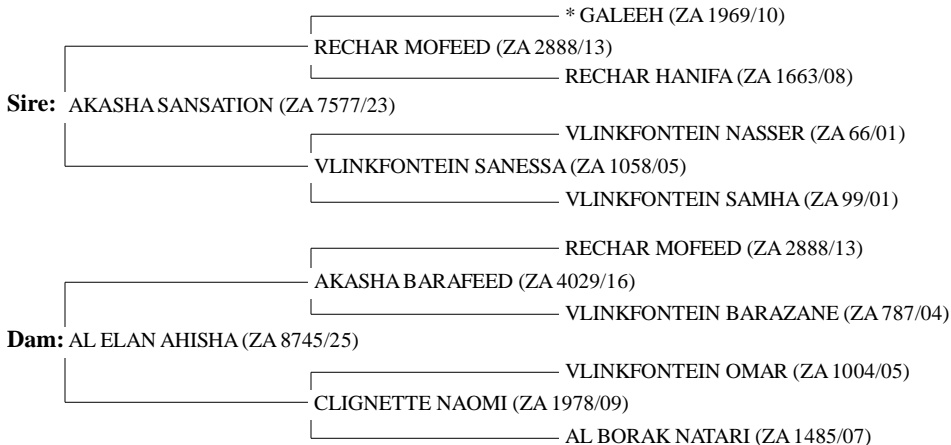 * GALEEH (ZA 1969/10)
RECHAR MOFEED (ZA 2888/13)
RECHAR HANIFA (ZA 1663/08)
Sire: AKASHA SANSATION (ZA 7577/23)
VLINKFONTEIN NASSER (ZA 66/01)
VLINKFONTEIN SANESSA (ZA 1058/05)
VLINKFONTEIN SAMHA (ZA 99/01)
RECHAR MOFEED (ZA 2888/13)
AKASHA BARAFEED (ZA 4029/16)
VLINKFONTEIN BARAZANE (ZA 787/04)
Dam: AL ELAN AHISHA (ZA 8745/25)
VLINKFONTEIN OMAR (ZA 1004/05)
CLIGNETTE NAOMI (ZA 1978/09)
AL BORAK NATARI (ZA 1485/07)